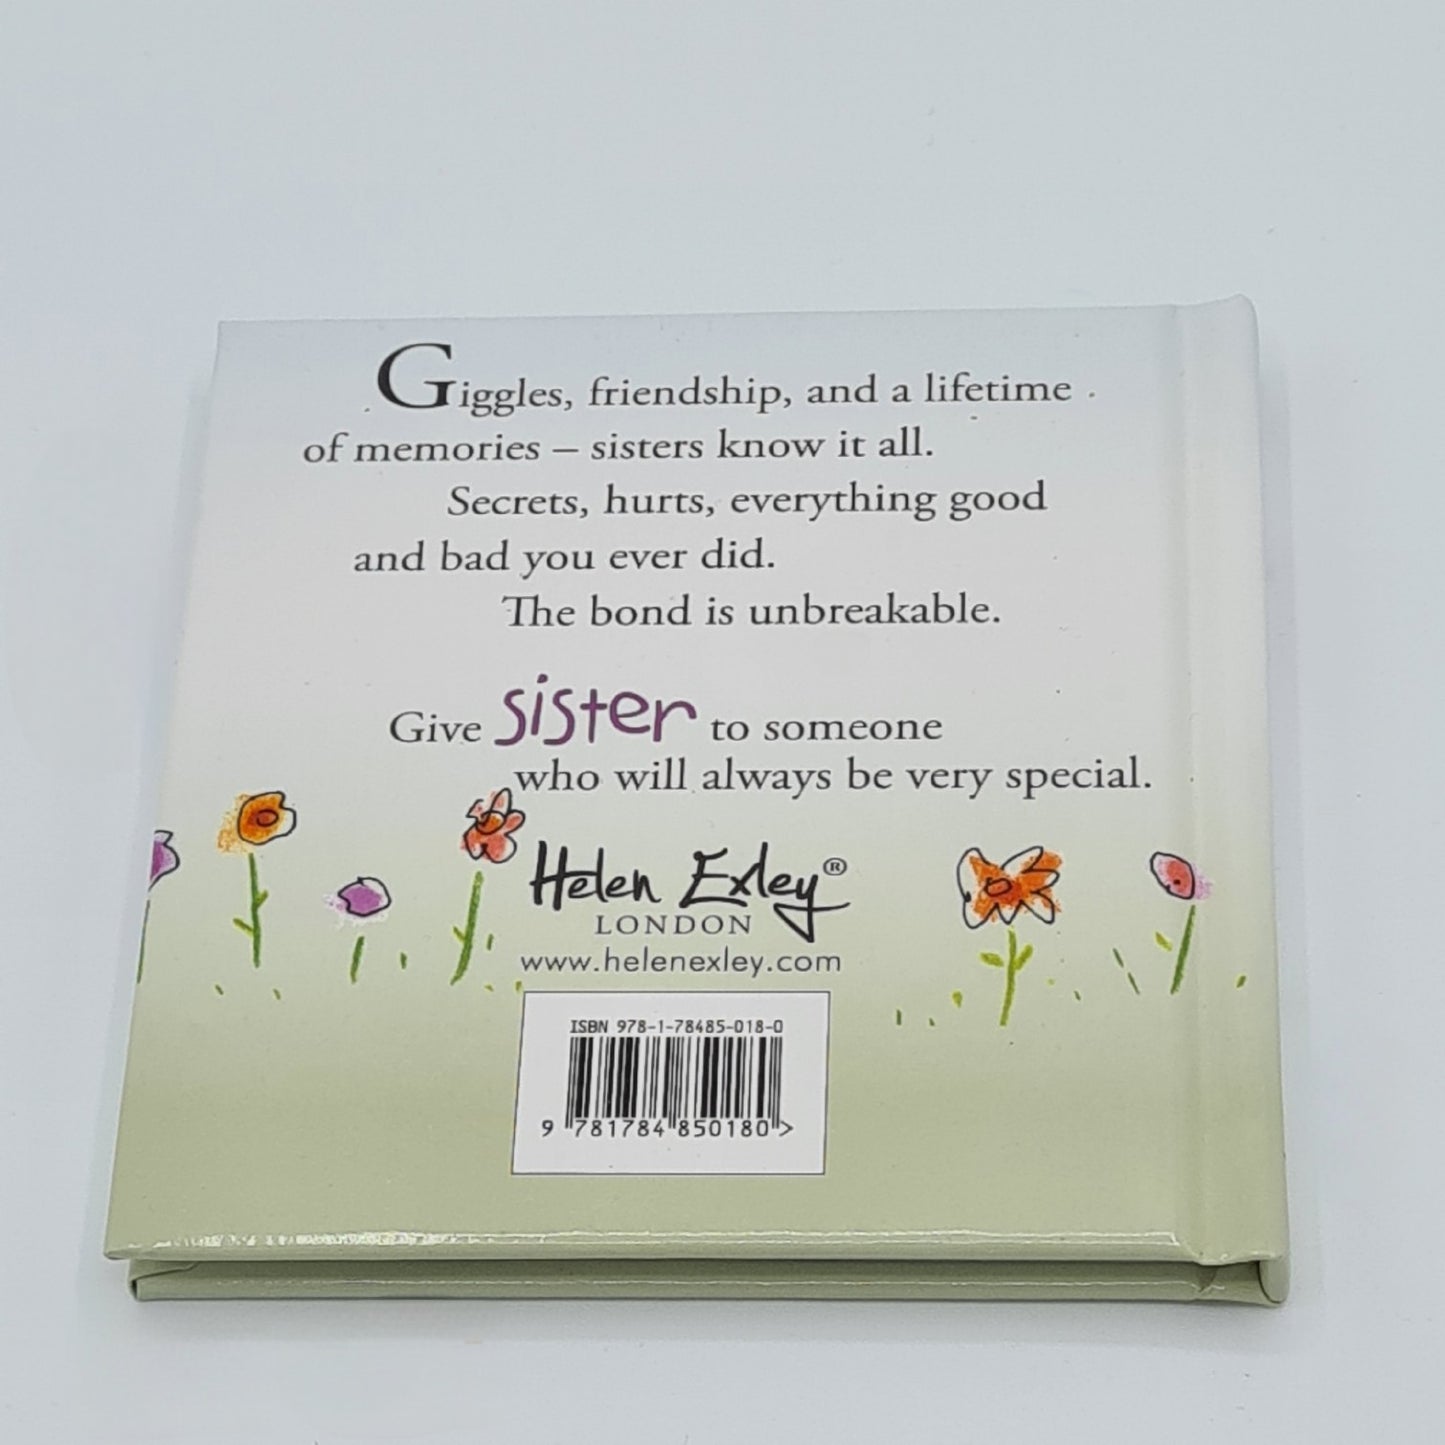 Giggles, friendship, and a lifetime
of memories – sisters know it all.
Secrets, hurts, everything good
and bad you ever did.
The bond is unbreakable.
Give sister to someone
who will always be very special.
Helen Exley®
LONDON
www.helenexley.com
ISBN 978-1-78485-018-0
9 781784 850180 >